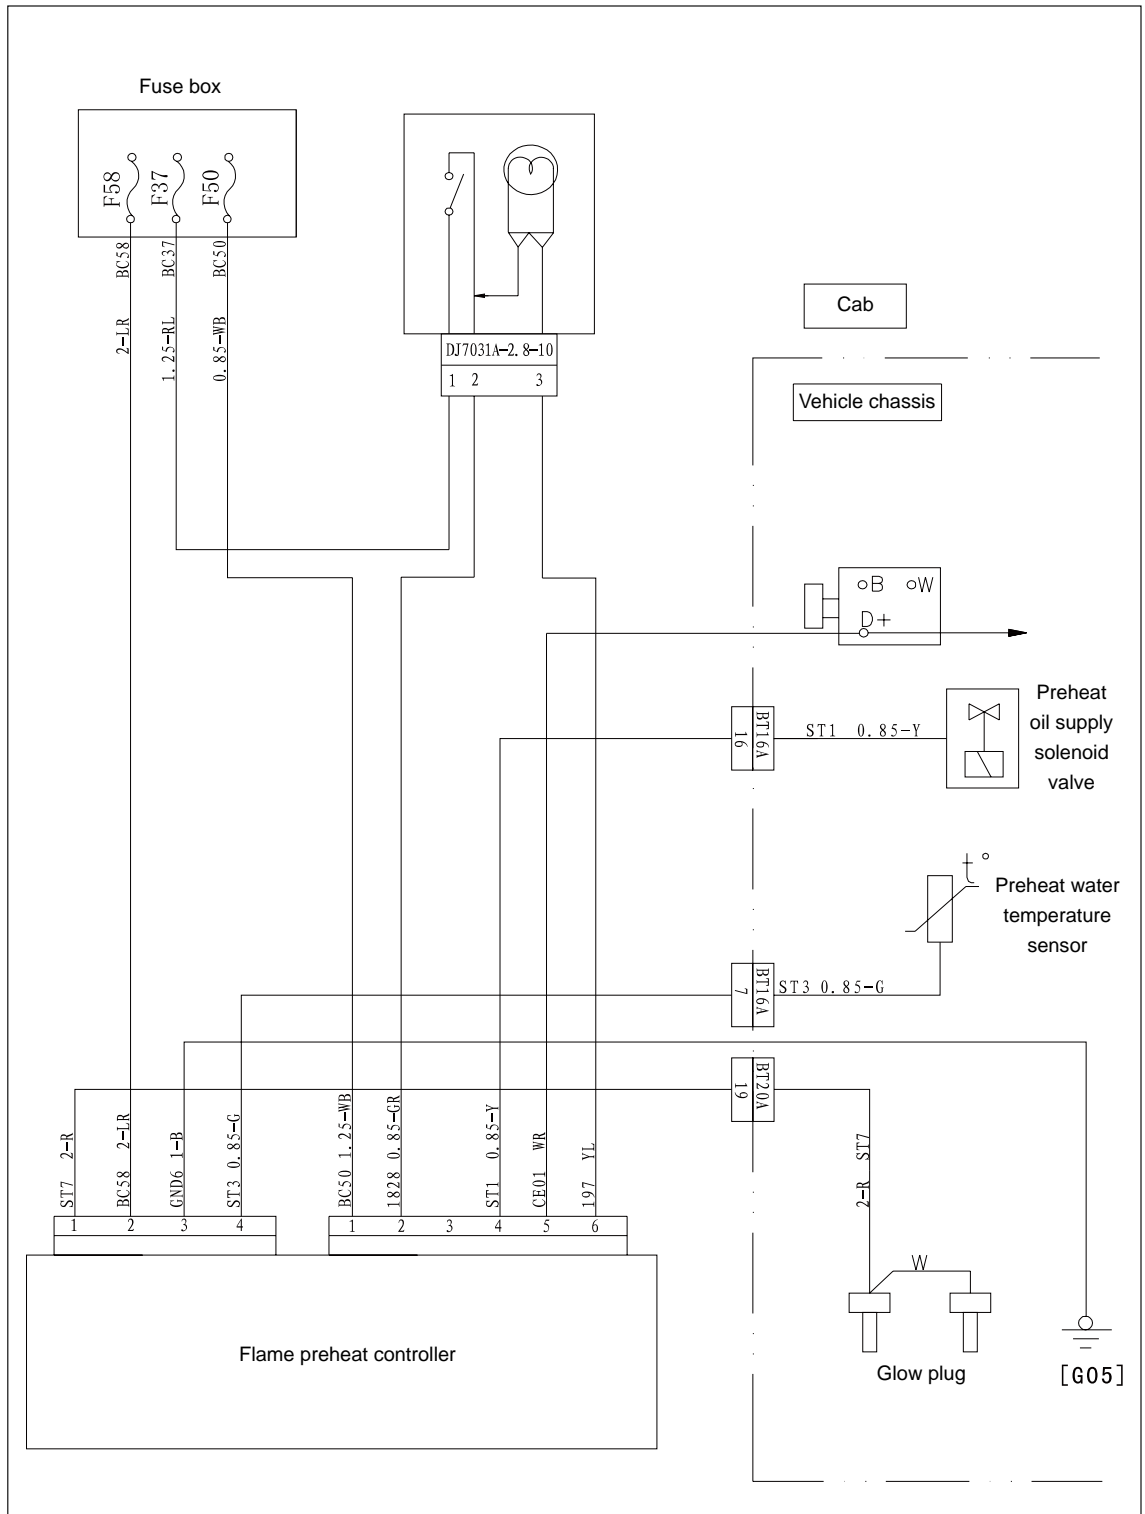 Fuse box
F58
F37
F50
BC58
BC37
BC50
2-LR
1.25-RL
0.85-WB
DJ7031A-2.8-10
1 2 3
Cab
Vehicle chassis
B W
D+
BT16A
16
ST1 0.85-Y
Preheat
oil supply
solenoid
valve
t°
Preheat water
temperature
sensor
BT16A
7
ST3 0.85-G
BT20A
19
ST7 2-R
BC58 2-LR
GND6 1-B
ST3 0.85-G
BC50 1.25-WB
1828 0.85-GR
ST1 0.85-Y
CE01 WR
197 YL
2-R ST7
1 2 3 4
1 2 3 4 5 6
W
Flame preheat controller
Glow plug
[G05]